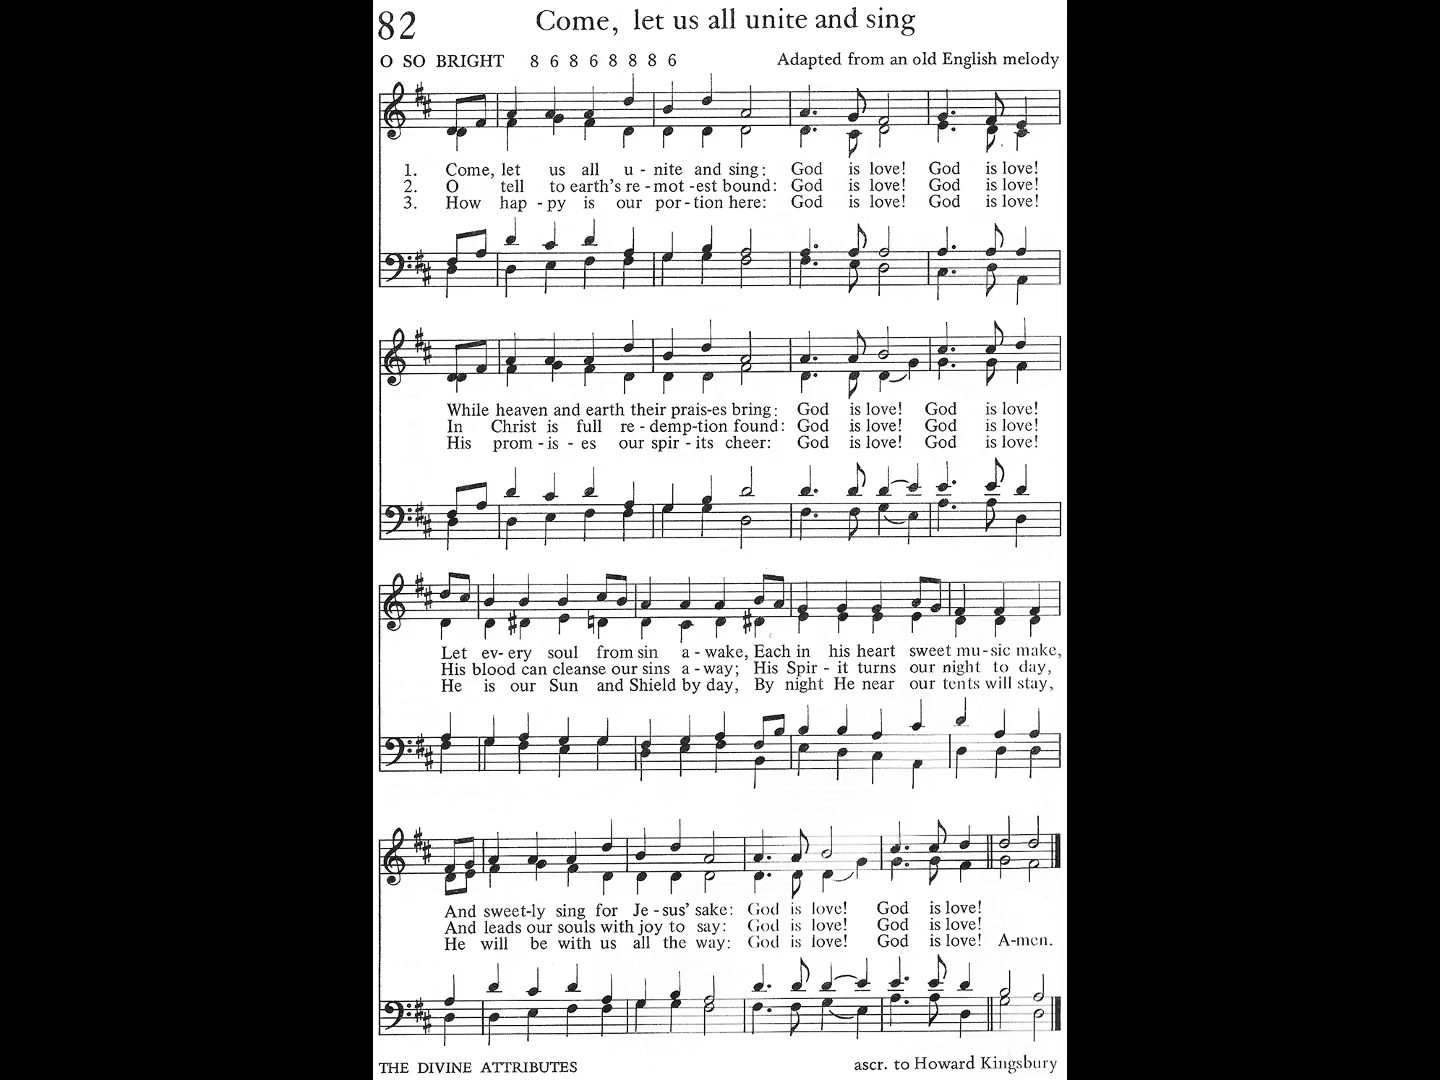 82 Come, let us all unite and sing
O SO BRIGHT 8 6 8 6 8 8 8 6 Adapted from an old English melody
1. Come, let us all u - nite and sing: God is love! God is love!
2. O tell to earth's re - mot - est bound: God is love! God is love!
3. How hap - py is our por - tion here: God is love! God is love!
While heaven and earth their prais-es bring: God is love! God is love!
In Christ is full re - demp-tion found: God is love! God is love!
His prom - is - es our spir - its cheer: God is love! God is love!
Let ev- ery soul from sin a - wake, Each in his heart sweet mu - sic make,
His blood can cleanse our sins a - way; His Spir - it turns our night to day,
He is our Sun and Shield by day, By night He near our tents will stay,
And sweet-ly sing for Je - sus' sake: God is love! God is love!
And leads our souls with joy to say: God is love! God is love!
He will be with us all the way: God is love! God is love! A-men.
THE DIVINE ATTRIBUTES ascr. to Howard Kingsbury